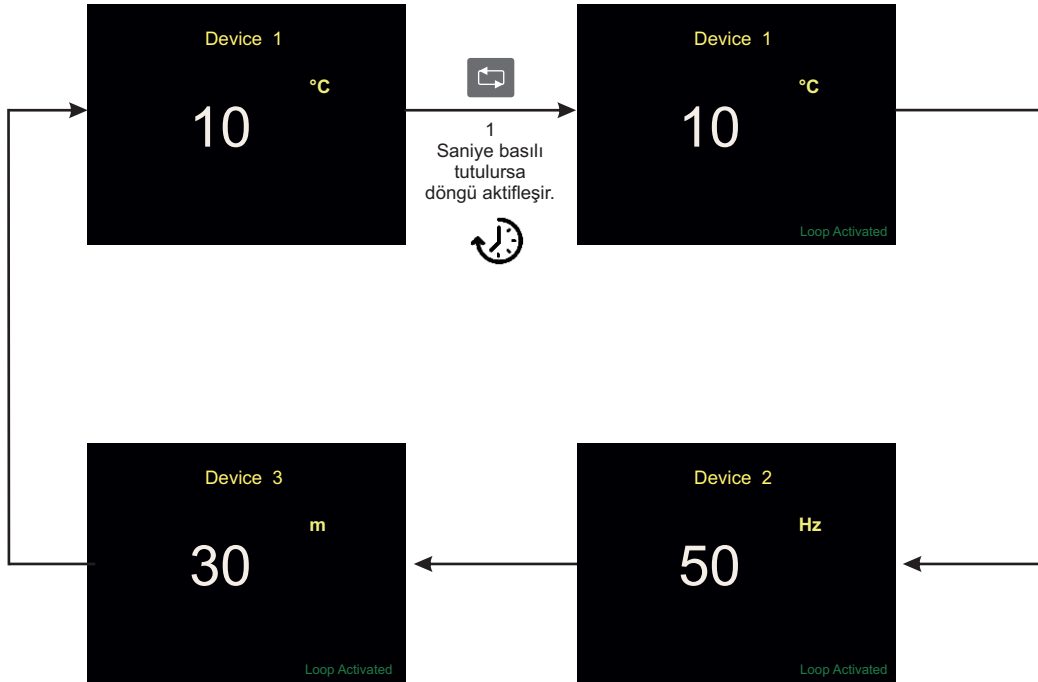 Device 1
°C
10
1
Saniye basılı
tutulursa
döngü aktifleşir.
Device 1
°C
10
Loop Activated
Device 3
m
30
Loop Activated
Device 2
Hz
50
Loop Activated